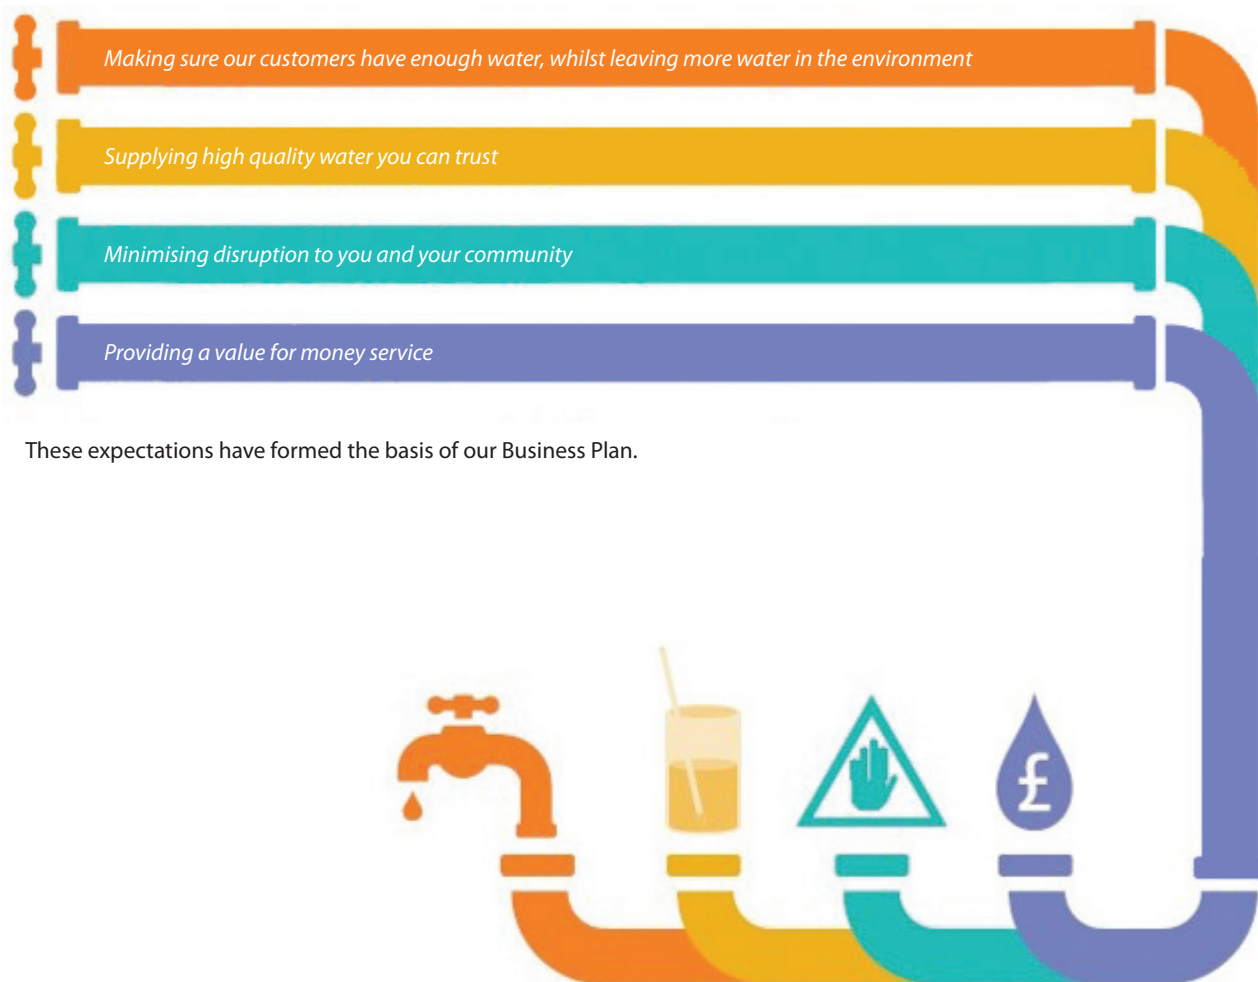 Making sure our customers have enough water, whilst leaving more water in the environment
Supplying high quality water you can trust
Minimising disruption to you and your community
Providing a value for money service
These expectations have formed the basis of our Business Plan.
£